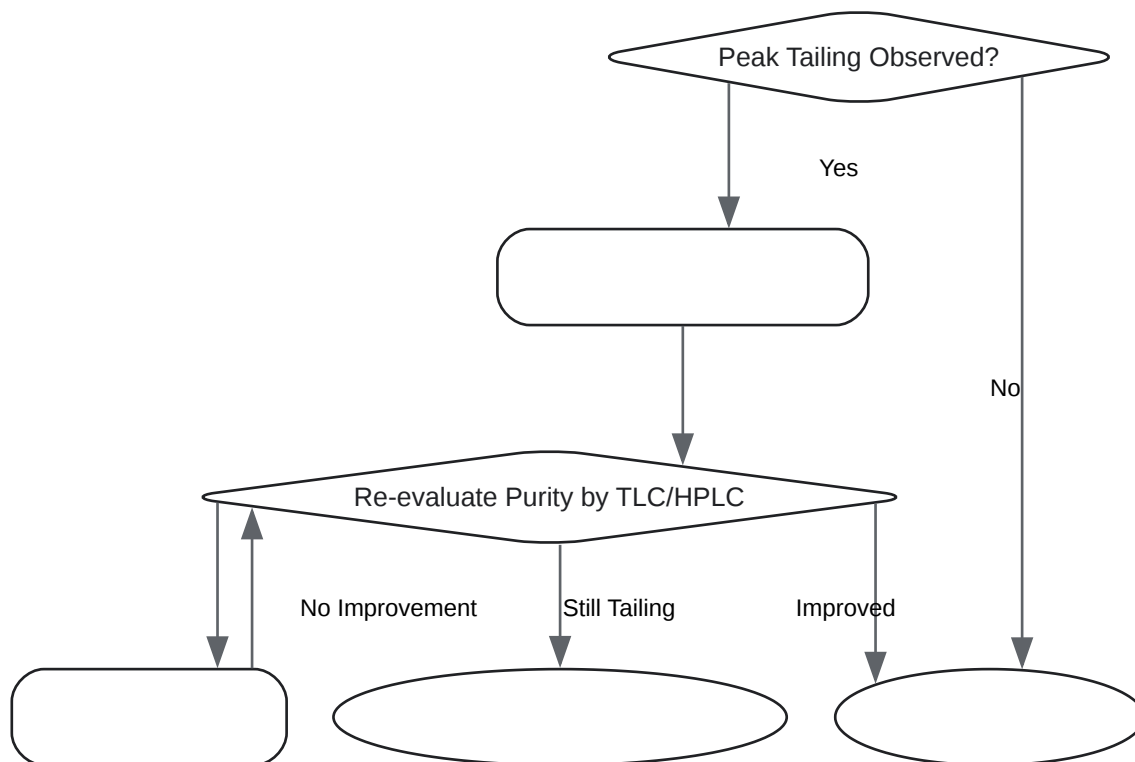 Peak Tailing Observed?
Yes
No
Re-evaluate Purity by TLC/HPLC
No Improvement
Still Tailing
Improved